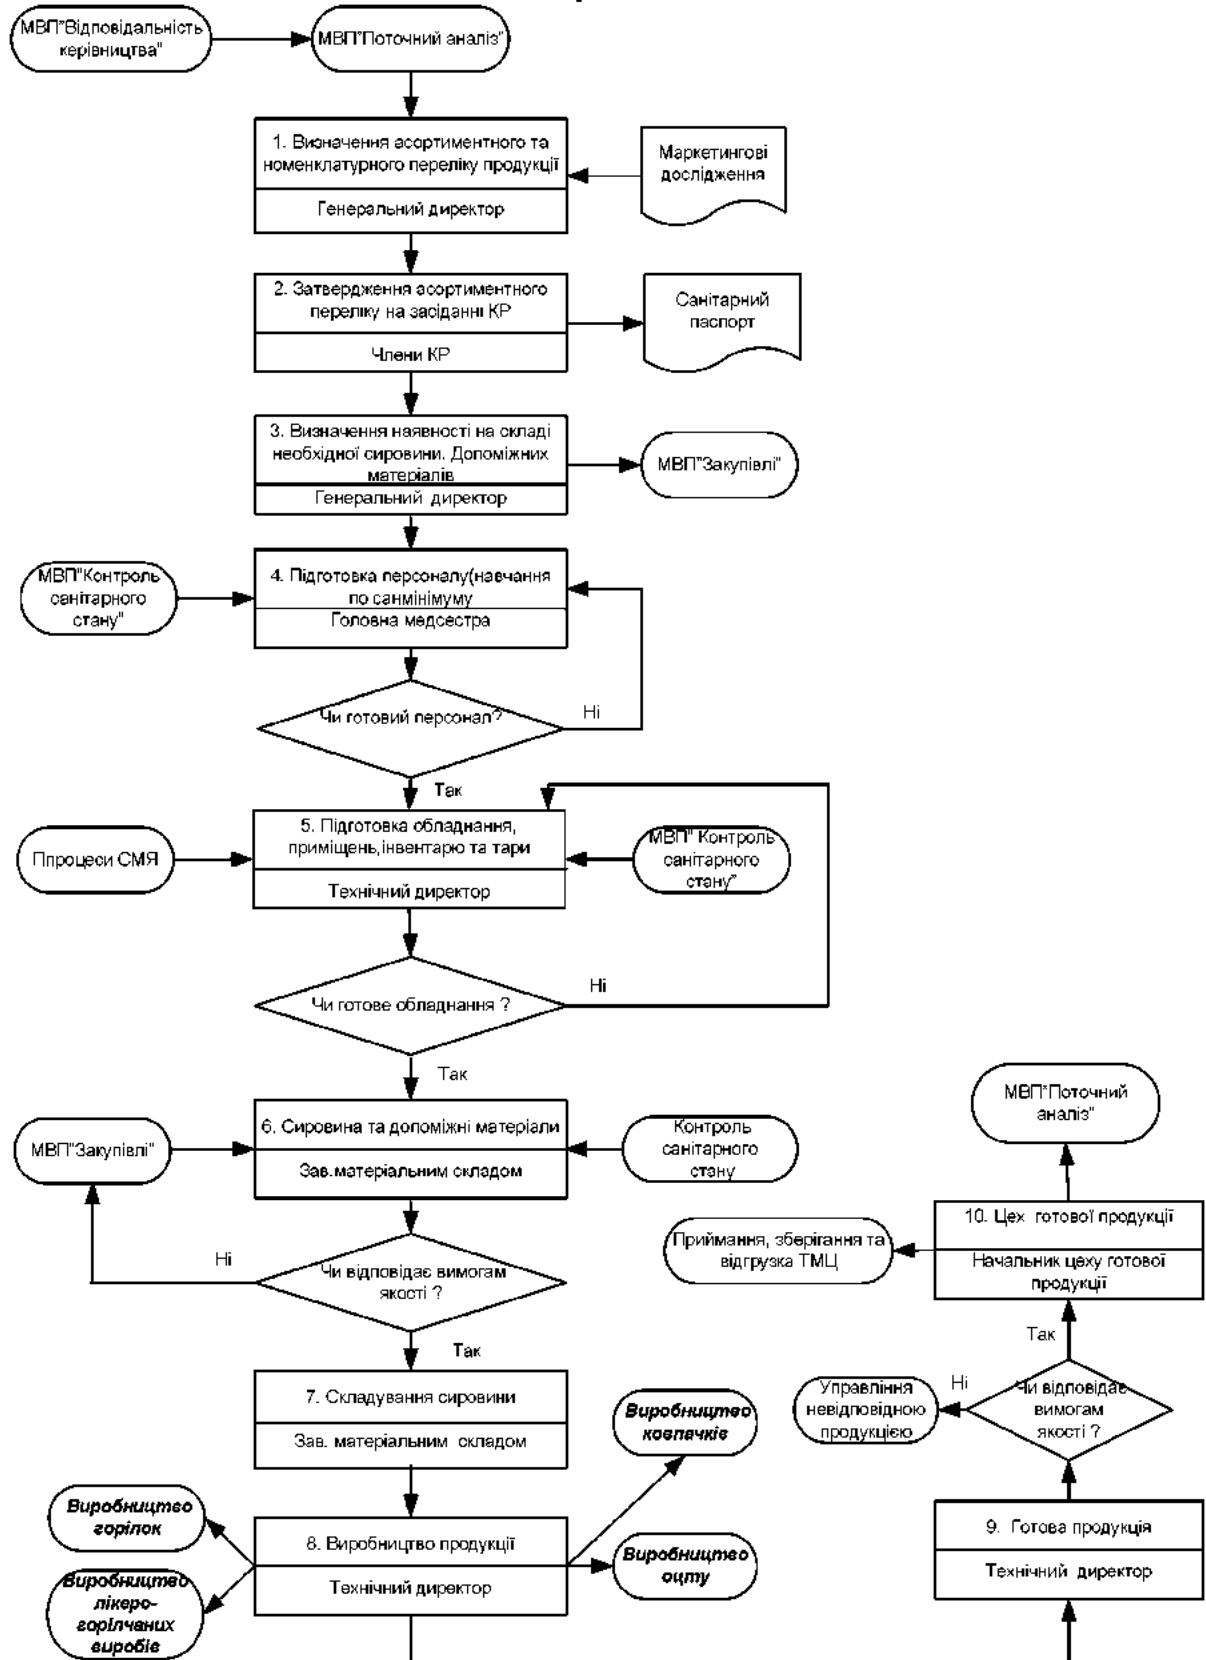 МВП"Відповідальність
керівництва"
МВП"Поточний аналіз"
1. Визначення асортиментного та
номенклатурного переліку продукції
Генеральний директор
Маркетингові
дослідження
2. Затвердження асортиментного
переліку на засіданні КР
Члени КР
Санітарний
паспорт
3. Визначення наявності на складі
необхідної сировини. Допоміжних
матеріалів
Генеральний директор
МВП"Закупівлі"
МВП"Контроль
санітарного
стану"
4. Підготовка персоналу(навчання
по санмінімуму
Головна медсестра
Чи готовий персонал?
Ні
Так
Ппроцеси СМЯ
5. Підготовка обладнання,
приміщень,інвентарю та тари
Технічний директор
МВП" Контроль
санітарного
стану"
Чи готове обладнання ?
Ні
Так
МВП"Закупівлі"
6. Сировина та допоміжні матеріали
Зав.матеріальним складом
Контроль
санітарного
стану
Ні
Чи відповідає вимогам
якості ?
Так
7. Складування сировини
Зав. матеріальним складом
Виробництво
ковпачків
Виробництво
горілок
Виробництво
лікеро-
горілчаних
виробів
8. Виробництво продукції
Технічний директор
Виробництво
оцту
МВП"Поточний
аналіз"
10. Цех готової продукції
Начальник цеху готової
продукції
Приймання, зберігання та
відгрузка ТМЦ
Так
Управління
невідповідною
продукцією
Ні
Чи відповідає
вимогам
якості ?
9. Готова продукція
Технічний директор